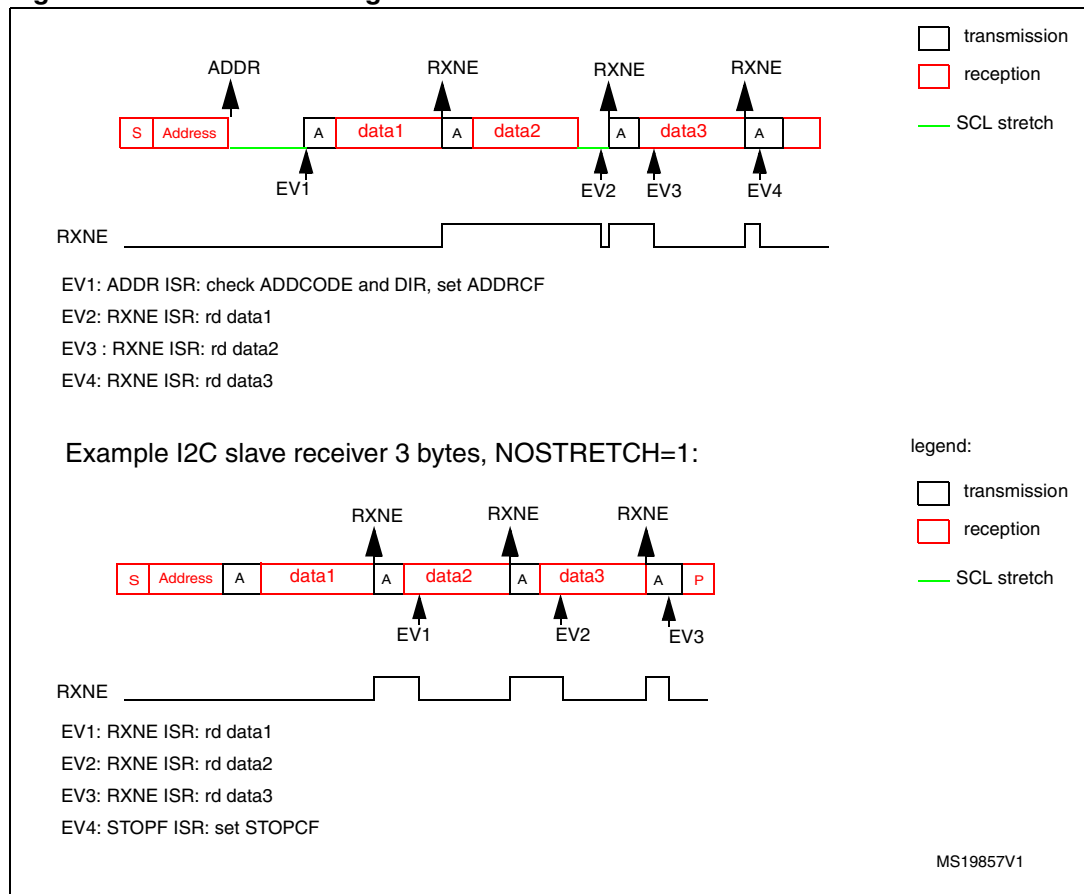 transmission
ADDR RXNE RXNE RXNE
reception
S Address A data1 A data2 A data3 A
SCL stretch
EV1 EV2 EV3 EV4
RXNE
EV1: ADDR ISR: check ADDCODE and DIR, set ADDRCF
EV2: RXNE ISR: rd data1
EV3 : RXNE ISR: rd data2
EV4: RXNE ISR: rd data3
Example I2C slave receiver 3 bytes, NOSTRETCH=1:
legend:
transmission
RXNE RXNE RXNE
reception
S Address A data1 A data2 A data3 A P
SCL stretch
EV1 EV2 EV3
RXNE
EV1: RXNE ISR: rd data1
EV2: RXNE ISR: rd data2
EV3: RXNE ISR: rd data3
EV4: STOPF ISR: set STOPCF
MS19857V1